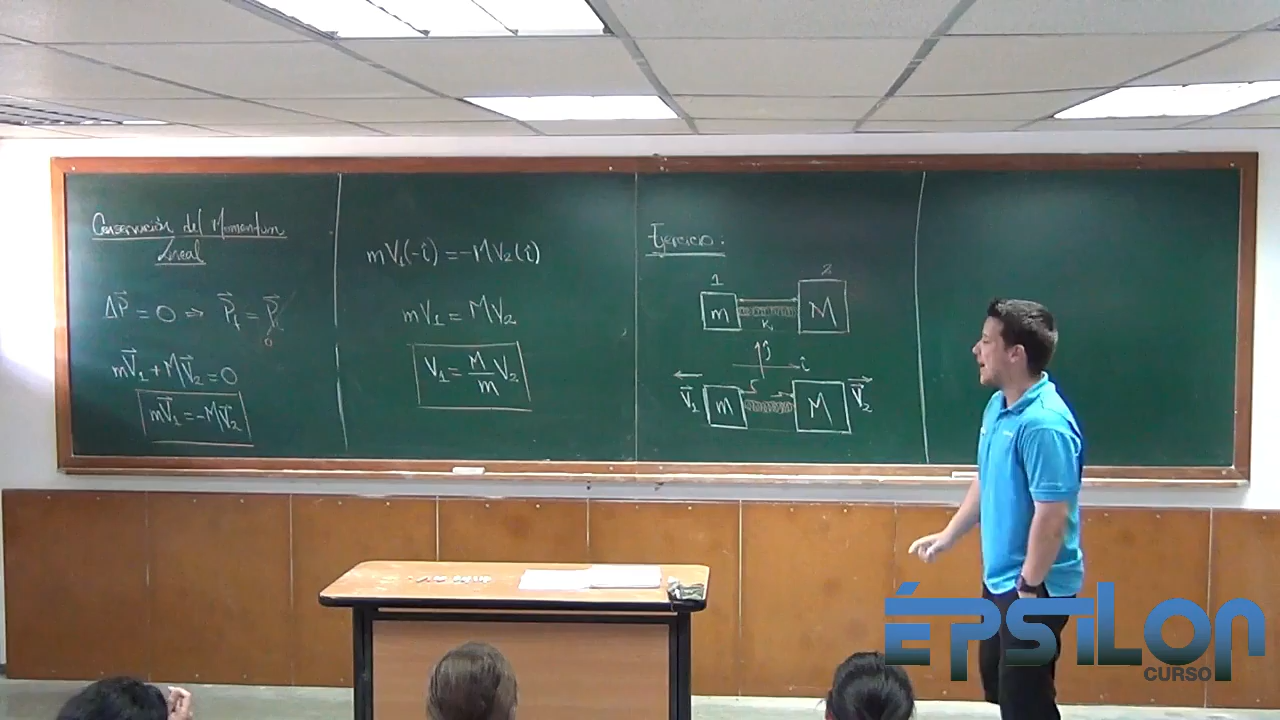 Conservación del Momentum
Lineal
ΔP⃗ = 0 ⇒ P⃗f = P⃗0
mV⃗1 + MV⃗2 = 0
mV⃗1 = -MV⃗2
mV1(-î) = -MV2(î)
mV1 = MV2
V1 = M/m V2
Ejercicio:
1 2
m M
K,
ĵ
î
V⃗1 m M V⃗2
ÉPSILON
CURSO